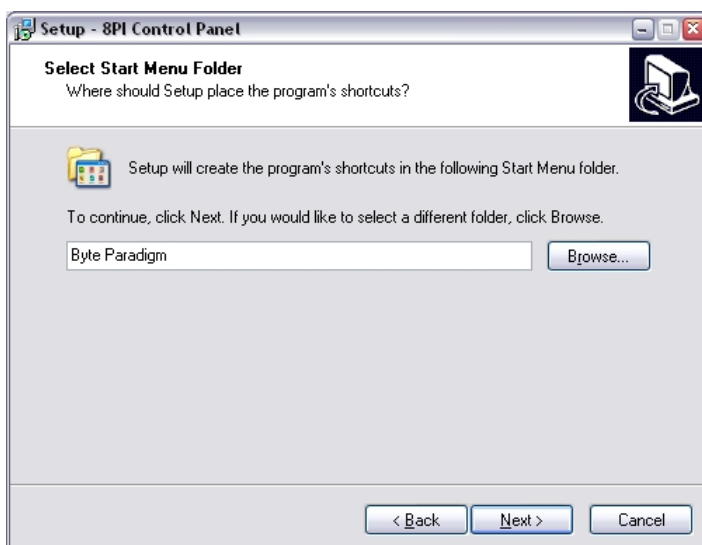 Setup - 8PI Control Panel
Select Start Menu Folder
Where should Setup place the program's shortcuts?
Setup will create the program's shortcuts in the following Start Menu folder.
To continue, click Next. If you would like to select a different folder, click Browse.
Byte Paradigm
Browse...
< Back
Next >
Cancel